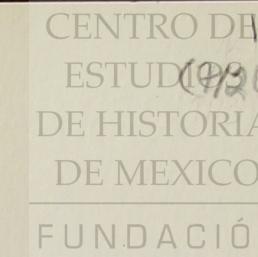 CENTRO DE
ESTUDIOS
DE HISTORIA
DE MEXICO
FUNDACIÓ